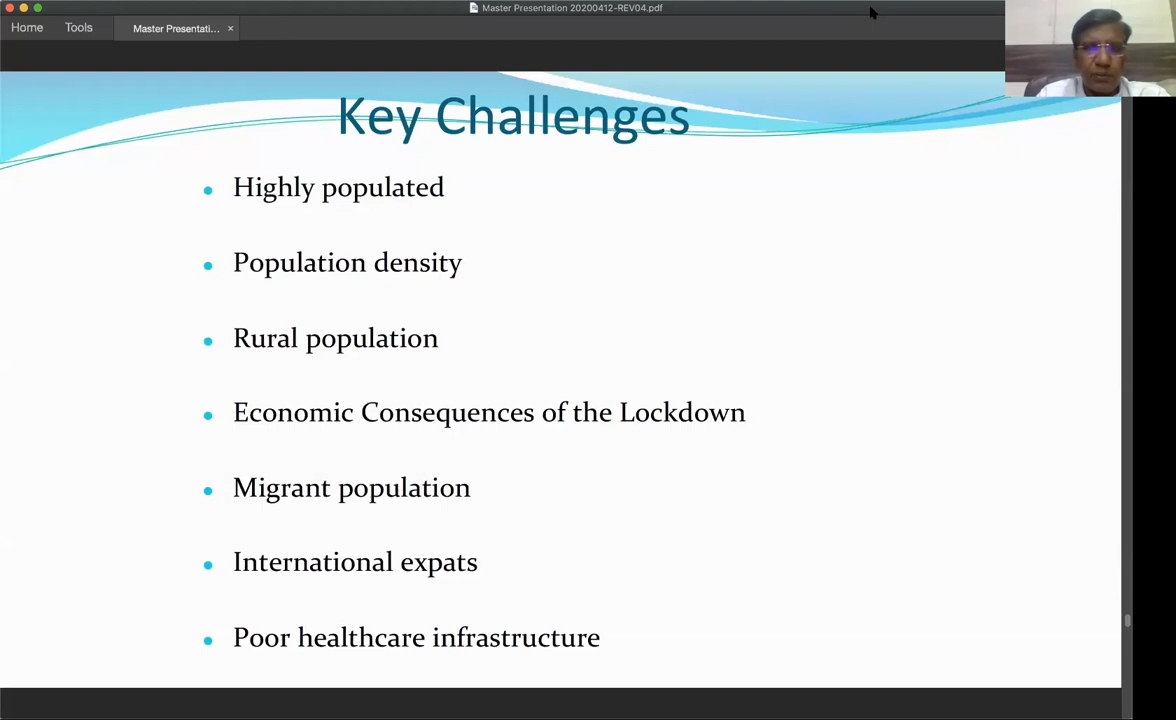 Master Presentation 20200412-REV04.pdf
Home Tools Master Presentati... ×
Key Challenges
Highly populated
Population density
Rural population
Economic Consequences of the Lockdown
Migrant population
International expats
Poor healthcare infrastructure